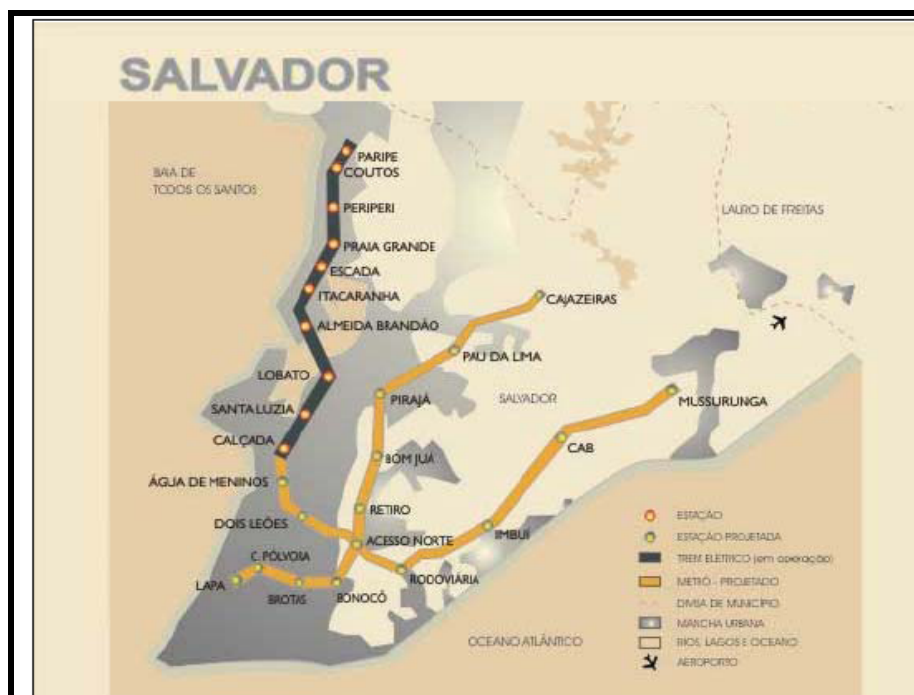 SALVADOR
BAIA DE
TODOS OS SANTOS
PARIPE
COUTOS
PERIPERI
PRAIA GRANDE
ESCADA
ITACARANHA
ALMEIDA BRANDÃO
LOBATO
SANTA LUZIA
CALÇADA
ÁGUA DE MENINOS
DOIS LEÕES
C. PÓLVOIA
LAPA
BROTAS
BONOCÔ
ACESSO NORTE
RETIRO
BOM JUÁ
PIRAJÁ
PAU DA LIMA
CAJAZEIRAS
SALVADOR
RODOVIÁRIA
IMBUI
CAB
MUSSURUNGA
LAURO DE FREITAS
OCEANO ATLÂNTICO
ESTAÇÃO
ESTAÇÃO PROJETADA
TREM ELÉTRICO (em operação)
METRÔ - PROJETADO
DIVISA DE MUNICÍPIO
MANCHA URBANA
RIOS, LAGOS E OCEANO
AEROPORTO